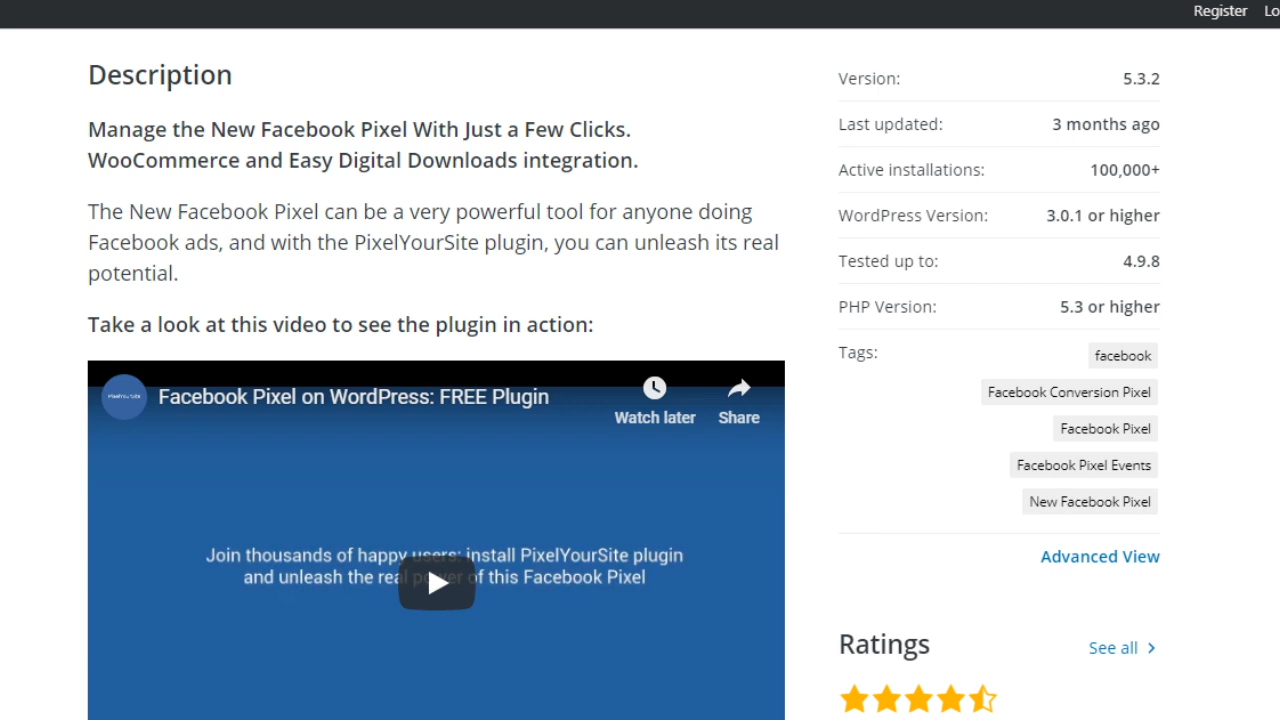 Register Lo
Description
Manage the New Facebook Pixel With Just a Few Clicks.
WooCommerce and Easy Digital Downloads integration.
The New Facebook Pixel can be a very powerful tool for anyone doing
Facebook ads, and with the PixelYourSite plugin, you can unleash its real
potential.
Take a look at this video to see the plugin in action:
PixelYourSite
Facebook Pixel on WordPress: FREE Plugin
Watch later
Share
Join thousands of happy users: install PixelYourSite plugin
and unleash the real power of this Facebook Pixel
Version: 5.3.2
Last updated: 3 months ago
Active installations: 100,000+
WordPress Version: 3.0.1 or higher
Tested up to: 4.9.8
PHP Version: 5.3 or higher
Tags: facebook
Facebook Conversion Pixel
Facebook Pixel
Facebook Pixel Events
New Facebook Pixel
Advanced View
Ratings
See all